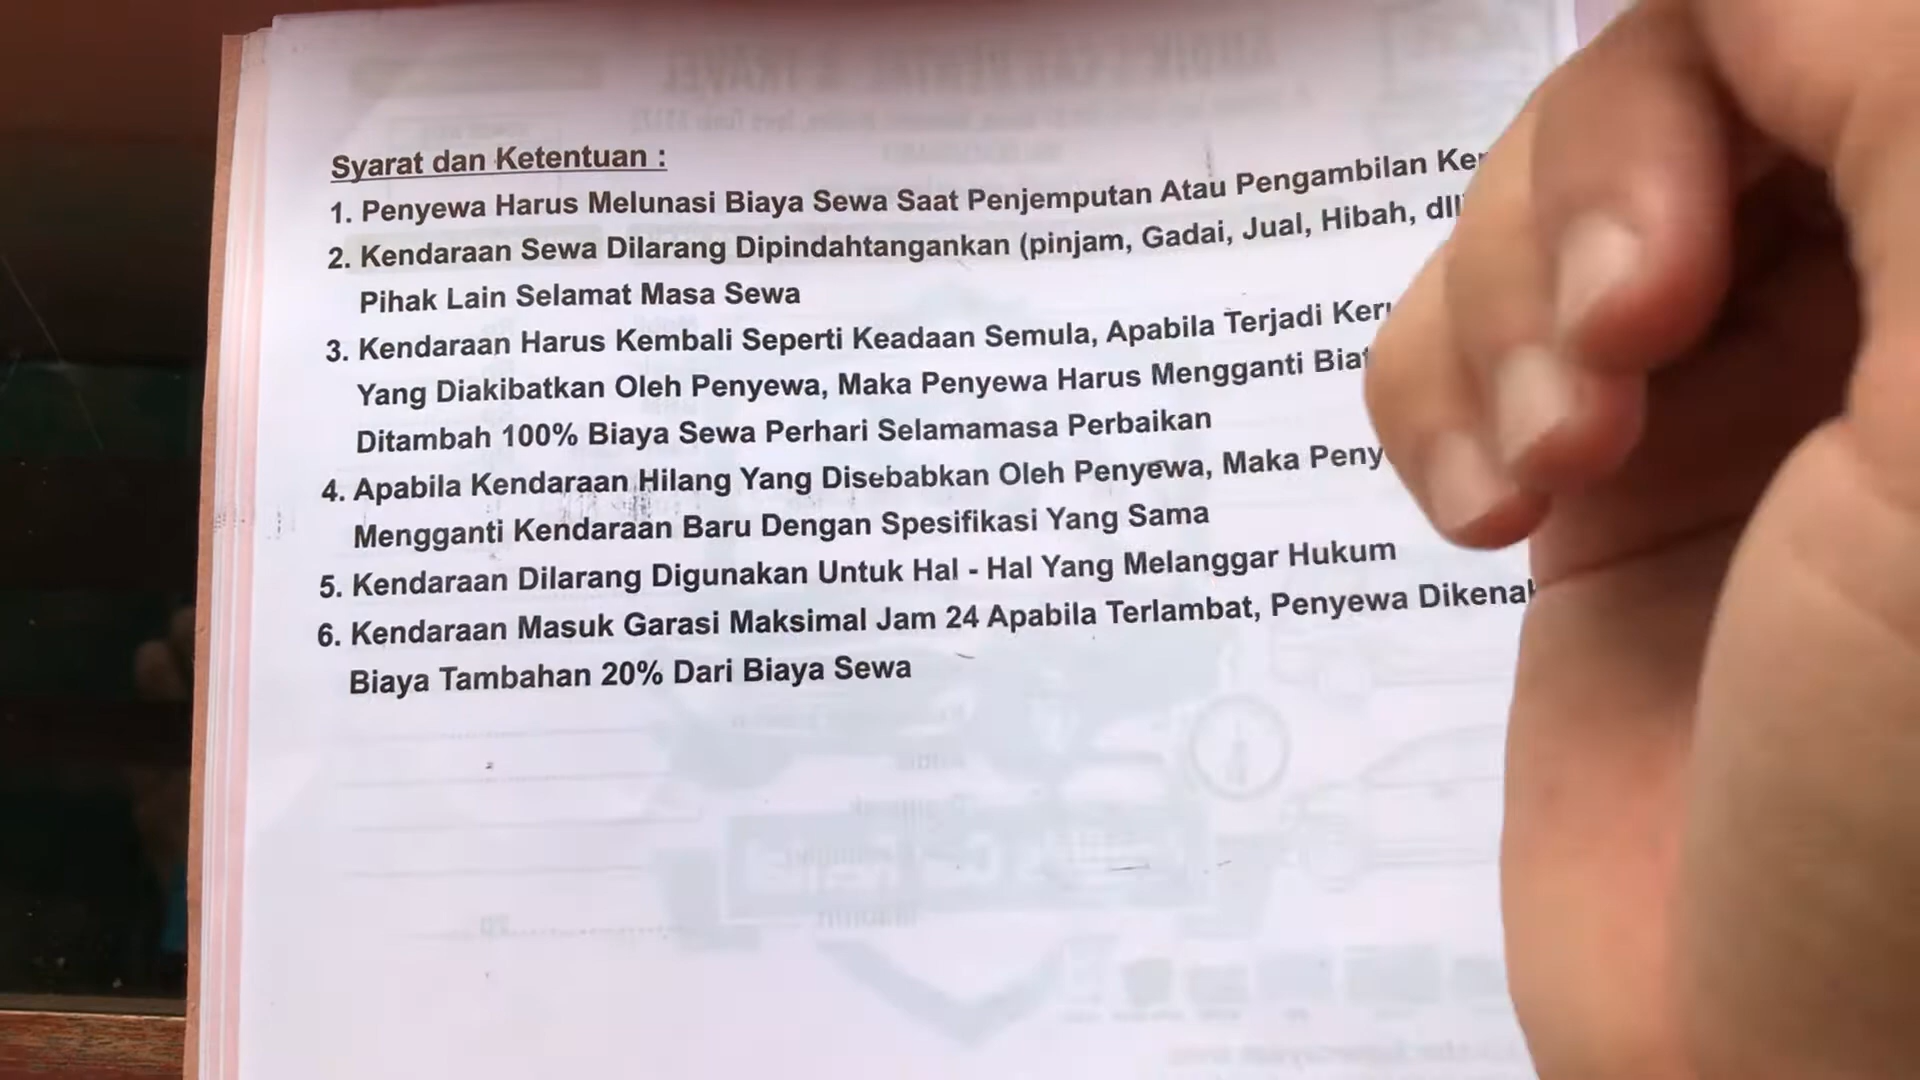 Syarat dan Ketentuan :
1. Penyewa Harus Melunasi Biaya Sewa Saat Penjemputan Atau Pengambilan
2. Kendaraan Sewa Dilarang Dipindahtangankan (pinjam, Gadai, Jual, Hibah, dll
Pihak Lain Selamat Masa Sewa
3. Kendaraan Harus Kembali Seperti Keadaan Semula, Apabila Terjadi
Yang Diakibatkan Oleh Penyewa, Maka Penyewa Harus Mengganti
Ditambah 100% Biaya Sewa Perhari Selamamasa Perbaikan
4. Apabila Kendaraan Hilang Yang Disebabkan Oleh Penyewa, Maka
Mengganti Kendaraan Baru Dengan Spesifikasi Yang Sama
5. Kendaraan Dilarang Digunakan Untuk Hal - Hal Yang Melanggar Hukum
6. Kendaraan Masuk Garasi Maksimal Jam 24 Apabila Terlambat, Penyewa
Biaya Tambahan 20% Dari Biaya Sewa